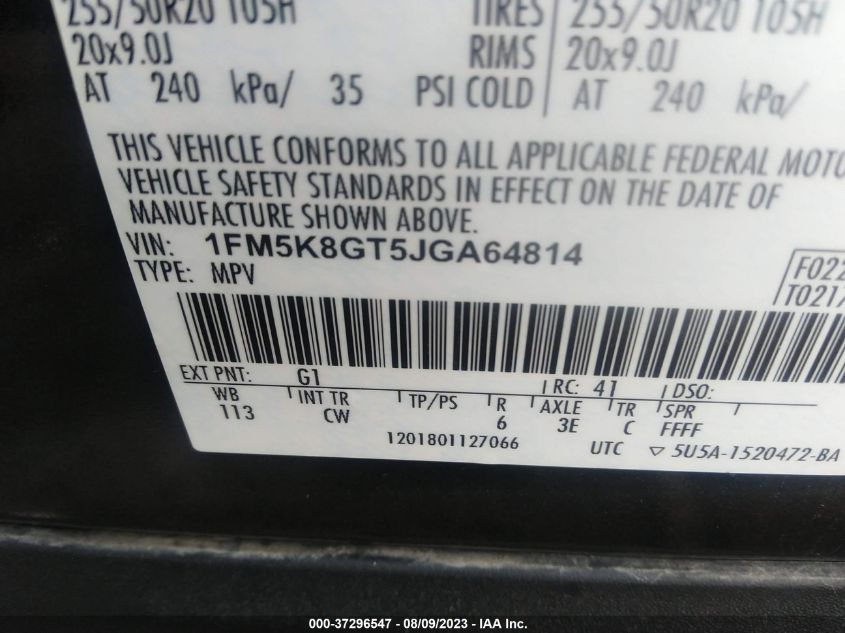 255/50R20 105H TIRES 255/50R20 105H
20x9.0J RIMS 20x9.0J
AT 240 kPa/ 35 PSI COLD AT 240 kPa/
THIS VEHICLE CONFORMS TO ALL APPLICABLE FEDERAL MOTO
VEHICLE SAFETY STANDARDS IN EFFECT ON THE DATE OF
MANUFACTURE SHOWN ABOVE.
VIN: 1FM5K8GT5JGA64814
TYPE: MPV
F022
T0217
EXT PNT: G1 RC: 41 DSO:
WB INT TR TP/PS R AXLE TR SPR
113 CW 6 3E C FFFF
1201801127066 UTC ▽ 5U5A-1520472-BA
000-37296547 - 08/09/2023 - IAA Inc.